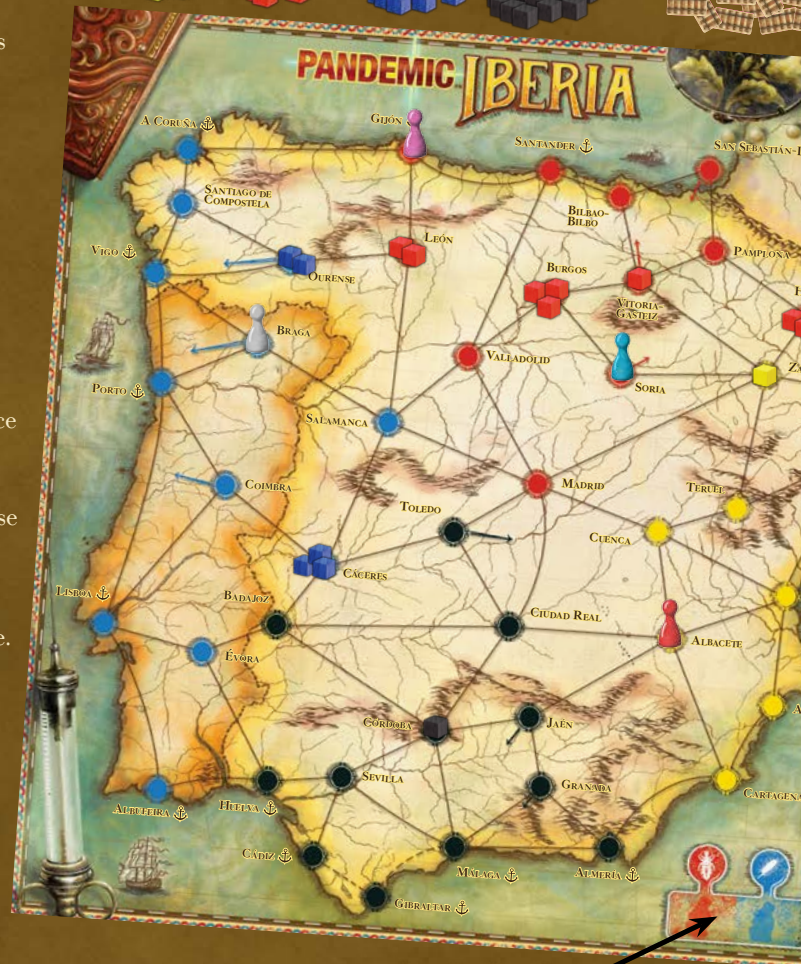 PANDEMIC IBERIA
A CORUÑA
GIJÓN
SANTANDER
SAN SEBASTIÁN-
SANTIAGO DE
COMPOSTELA
BILBAO-
BILBO
VIGO
LEÓN
PAMPLONA
OURENSE
BURGOS
VITORIA-
GASTEIZ
BRAGA
VALLADOLID
SORIA
PORTO
SALAMANCA
COIMBRA
MADRID
TERUEL
TOLEDO
CUENCA
CÁCERES
LISBOA
BADAJOZ
CIUDAD REAL
ALBACETE
ÉVORA
CÓRDOBA
JAÉN
SEVILLA
GRANADA
ALBUFEIRA
HUELVA
CARTAGENA
CÁDIZ
MÁLAGA
ALMERÍA
GIBRALTAR
s
ce
se
e.